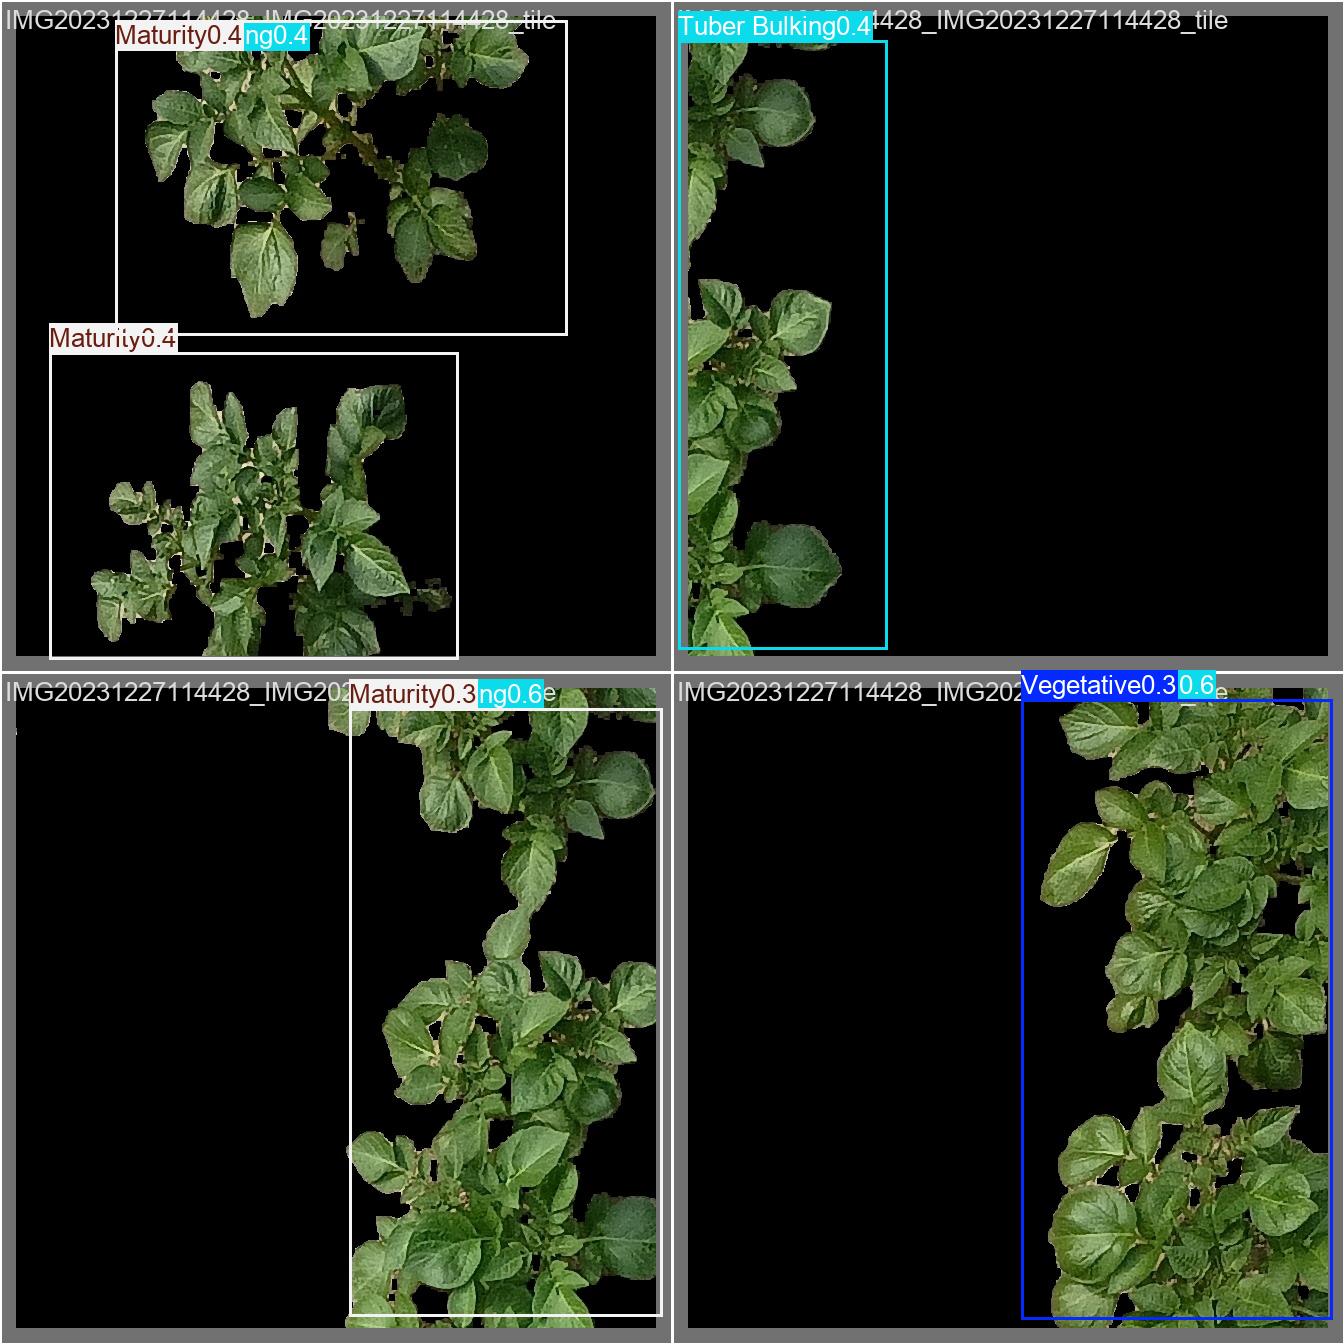 IMG20231227114428_IMG20231227114428_tile
Maturity0.4 ng0.4
Maturity0.4
Tuber Bulking0.4 4428_IMG20231227114428_tile
IMG20231227114428_IMG202
Maturity0.3 ng0.6 e
IMG20231227114428_IMG202
Vegetative0.3 0.6 e